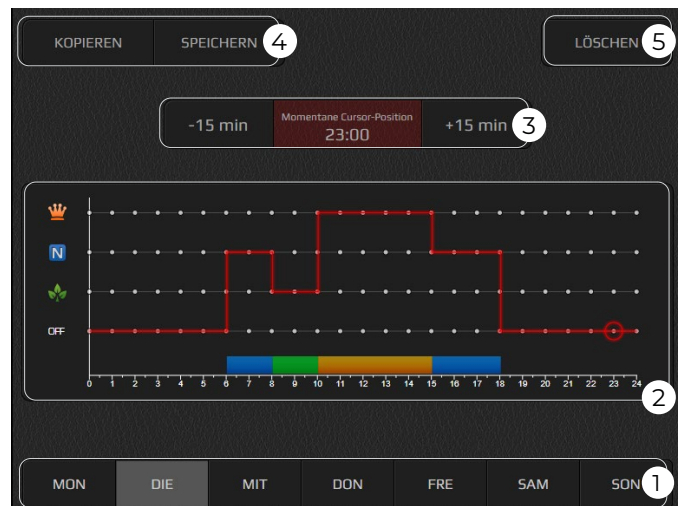 KOPIEREN SPEICHERN 4 LÖSCHEN 5
Momentane Cursor-Position
-15 min 23:00 +15 min 3
N
OFF
0 1 2 3 4 5 6 7 8 9 10 11 12 13 14 15 16 17 18 19 20 21 22 23 24
2
MON DIE MIT DON FRE SAM SON 1